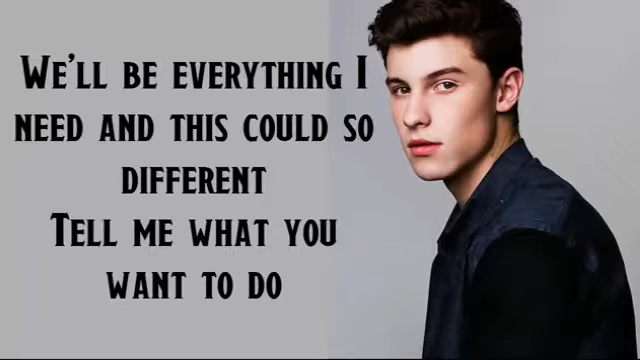 We'll be everything I
need and this could so
different
Tell me what you
want to do